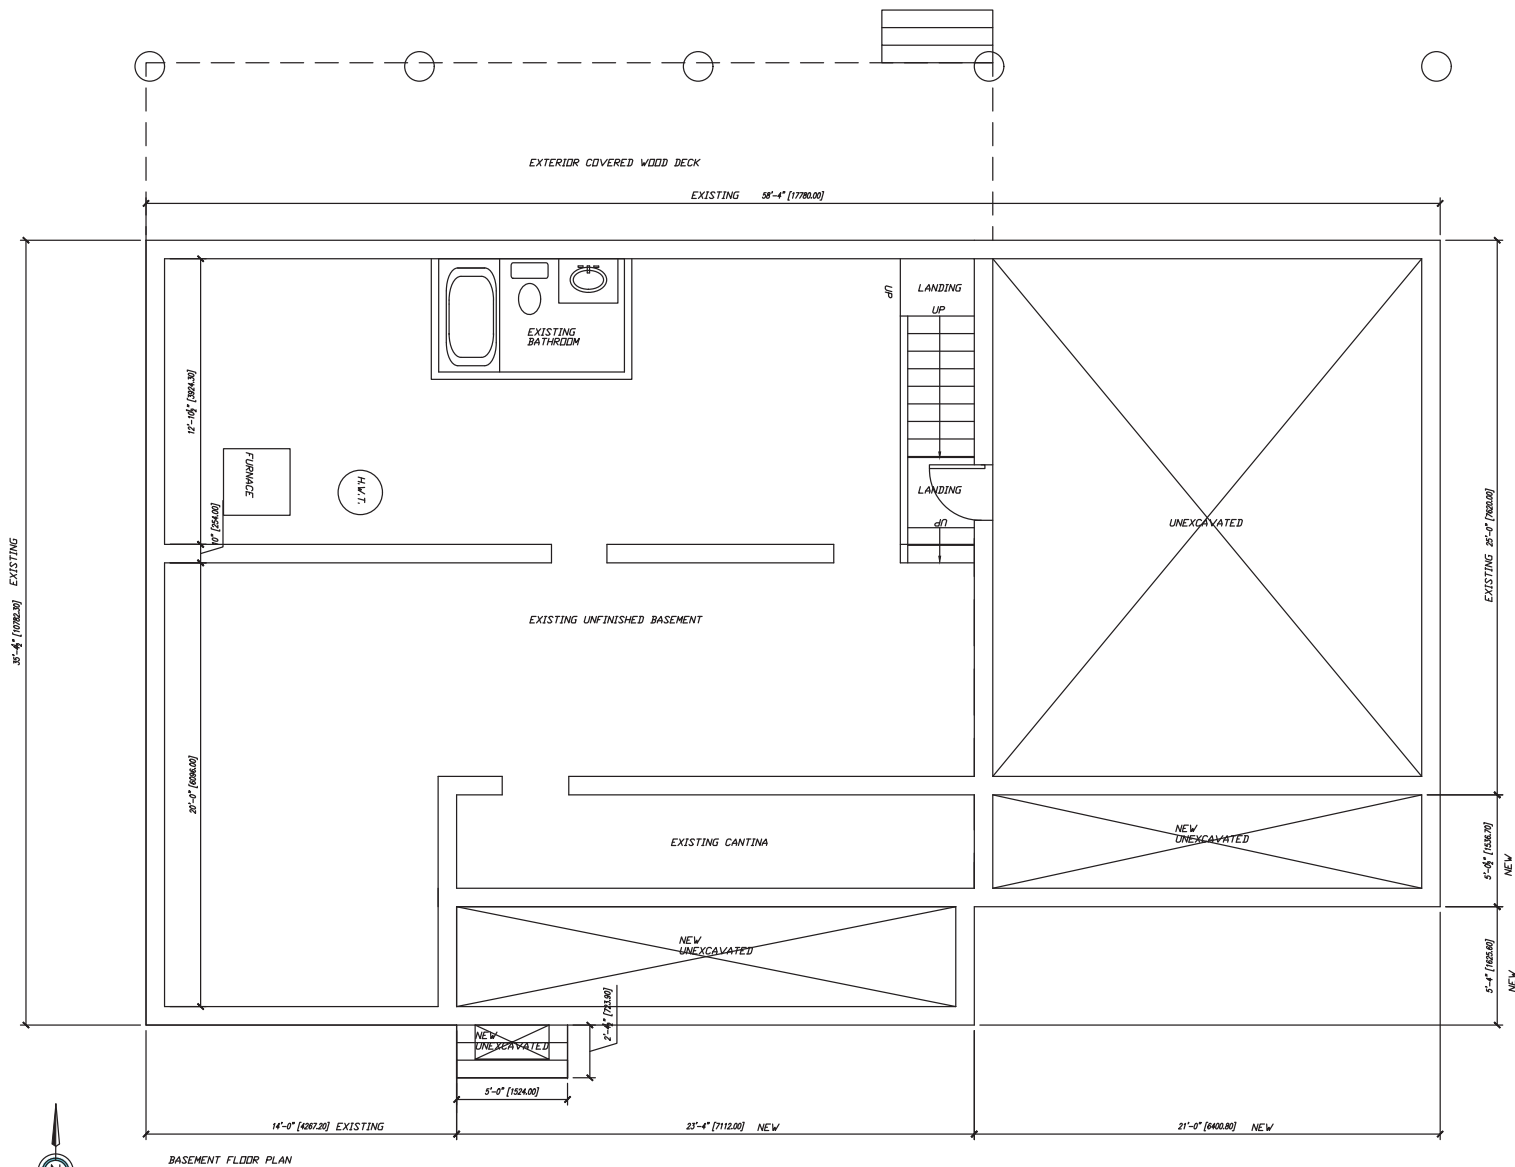 EXTERIOR COVERED WOOD DECK
EXISTING 58'-4" [17780.00]
LANDING
UP
UP
EXISTING
BATHROOM
12'-10½" [3924.30]
FURNACE
H.W.T.
LANDING
UP
10" [254.00]
UNEXCAVATED
EXISTING 25'-0" [7620.00]
35'-4½" [10782.30] EXISTING
EXISTING UNFINISHED BASEMENT
20'-0" [6096.00]
EXISTING CANTINA
NEW
UNEXCAVATED
5'-0½" [1536.70]
NEW
NEW
UNEXCAVATED
5'-4" [1625.60]
NEW
NEW
UNEXCAVATED
2'-4½" [723.90]
5'-0" [1524.00]
14'-0" [4267.20] EXISTING
23'-4" [7112.00] NEW
21'-0" [6400.80] NEW
BASEMENT FLOOR PLAN
N